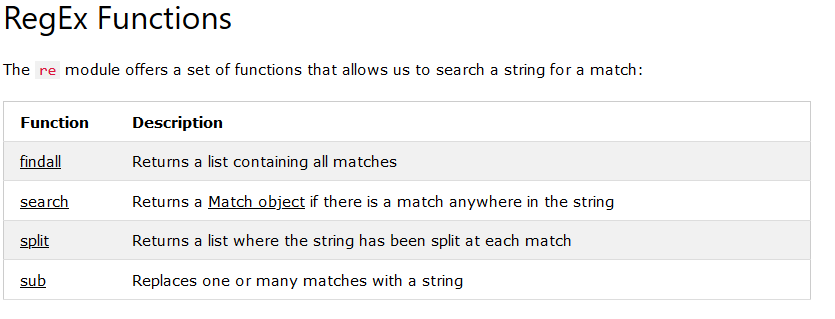 RegEx Functions
The re module offers a set of functions that allows us to search a string for a match:
Function Description
findall Returns a list containing all matches
search Returns a Match object if there is a match anywhere in the string
split Returns a list where the string has been split at each match
sub Replaces one or many matches with a string